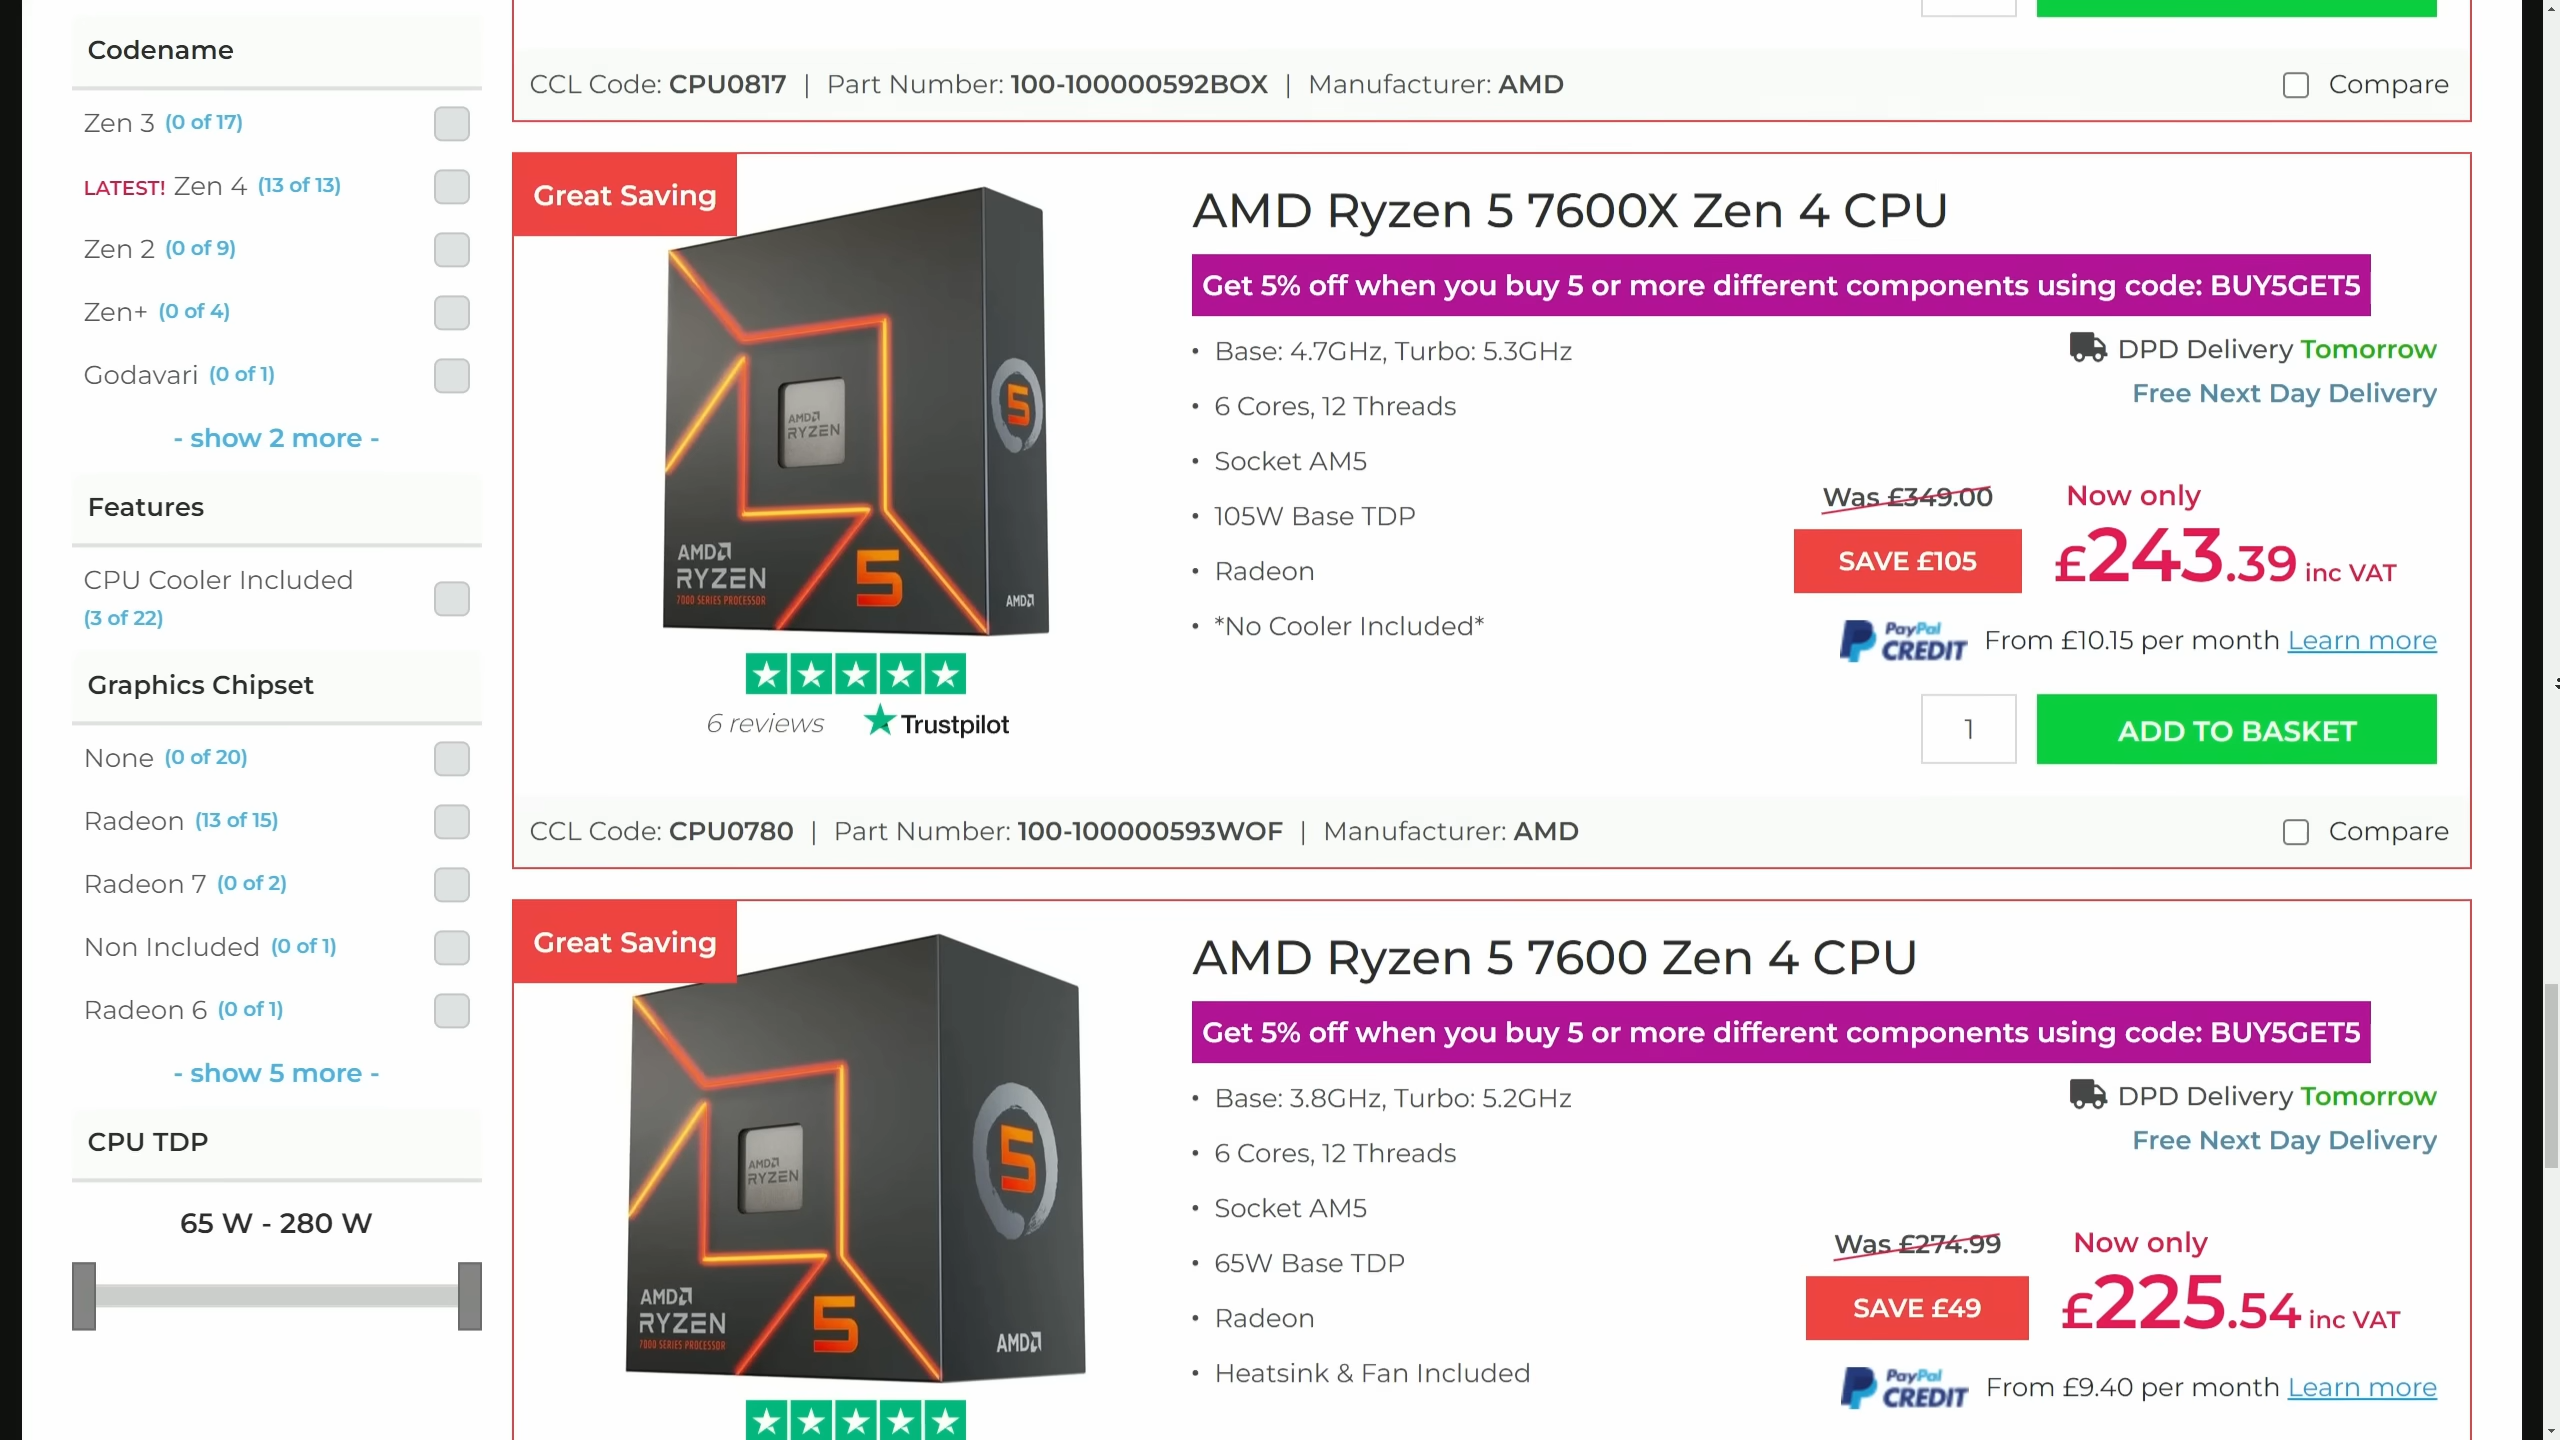 Codename
Zen 3 (0 of 17)
LATEST! Zen 4 (13 of 13)
Zen 2 (0 of 9)
Zen+ (0 of 4)
Godavari (0 of 1)
- show 2 more -
Features
CPU Cooler Included
(3 of 22)
Graphics Chipset
None (0 of 20)
Radeon (13 of 15)
Radeon 7 (0 of 2)
Non Included (0 of 1)
Radeon 6 (0 of 1)
- show 5 more -
CPU TDP
65 W - 280 W
CCL Code: CPU0817 | Part Number: 100-100000592BOX | Manufacturer: AMD
Compare
Great Saving
AMD
RYZEN
AMD
RYZEN
7000 SERIES PROCESSOR
5
5
AMD
6 reviews
Trustpilot
AMD Ryzen 5 7600X Zen 4 CPU
Get 5% off when you buy 5 or more different components using code: BUY5GET5
• Base: 4.7GHz, Turbo: 5.3GHz
• 6 Cores, 12 Threads
• Socket AM5
• 105W Base TDP
• Radeon
• *No Cooler Included*
DPD Delivery Tomorrow
Free Next Day Delivery
Was £349.00
SAVE £105
Now only
£243.39 inc VAT
PayPal
CREDIT
From £10.15 per month Learn more
1
ADD TO BASKET
CCL Code: CPU0780 | Part Number: 100-100000593WOF | Manufacturer: AMD
Compare
Great Saving
AMD
RYZEN
AMD
RYZEN
7000 SERIES PROCESSOR
5
5
AMD
AMD Ryzen 5 7600 Zen 4 CPU
Get 5% off when you buy 5 or more different components using code: BUY5GET5
• Base: 3.8GHz, Turbo: 5.2GHz
• 6 Cores, 12 Threads
• Socket AM5
• 65W Base TDP
• Radeon
• Heatsink & Fan Included
DPD Delivery Tomorrow
Free Next Day Delivery
Was £274.99
SAVE £49
Now only
£225.54 inc VAT
PayPal
CREDIT
From £9.40 per month Learn more